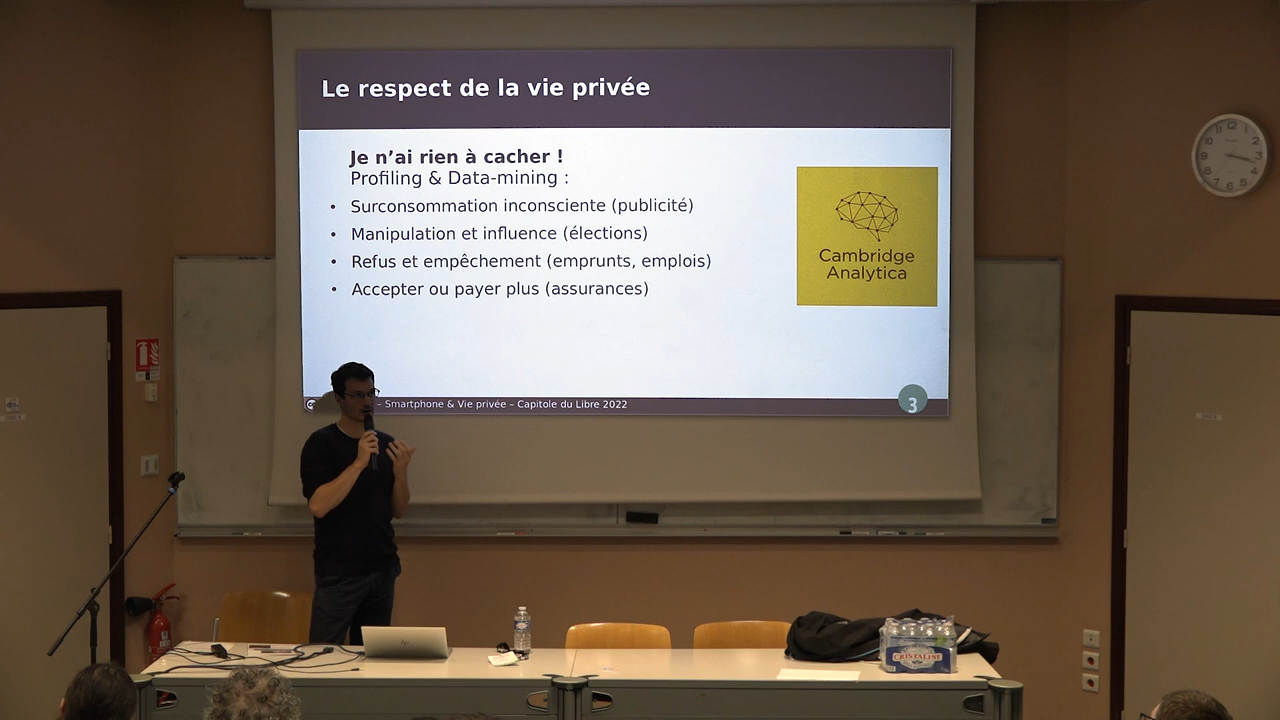 Le respect de la vie privée
Je n’ai rien à cacher !
Profiling & Data-mining :
• Surconsommation inconsciente (publicité)
• Manipulation et influence (élections)
• Refus et empêchement (emprunts, emplois)
• Accepter ou payer plus (assurances)
Cambridge
Analytica
– Smartphone & Vie privée – Capitole du Libre 2022
3
CRISTALINE
hp